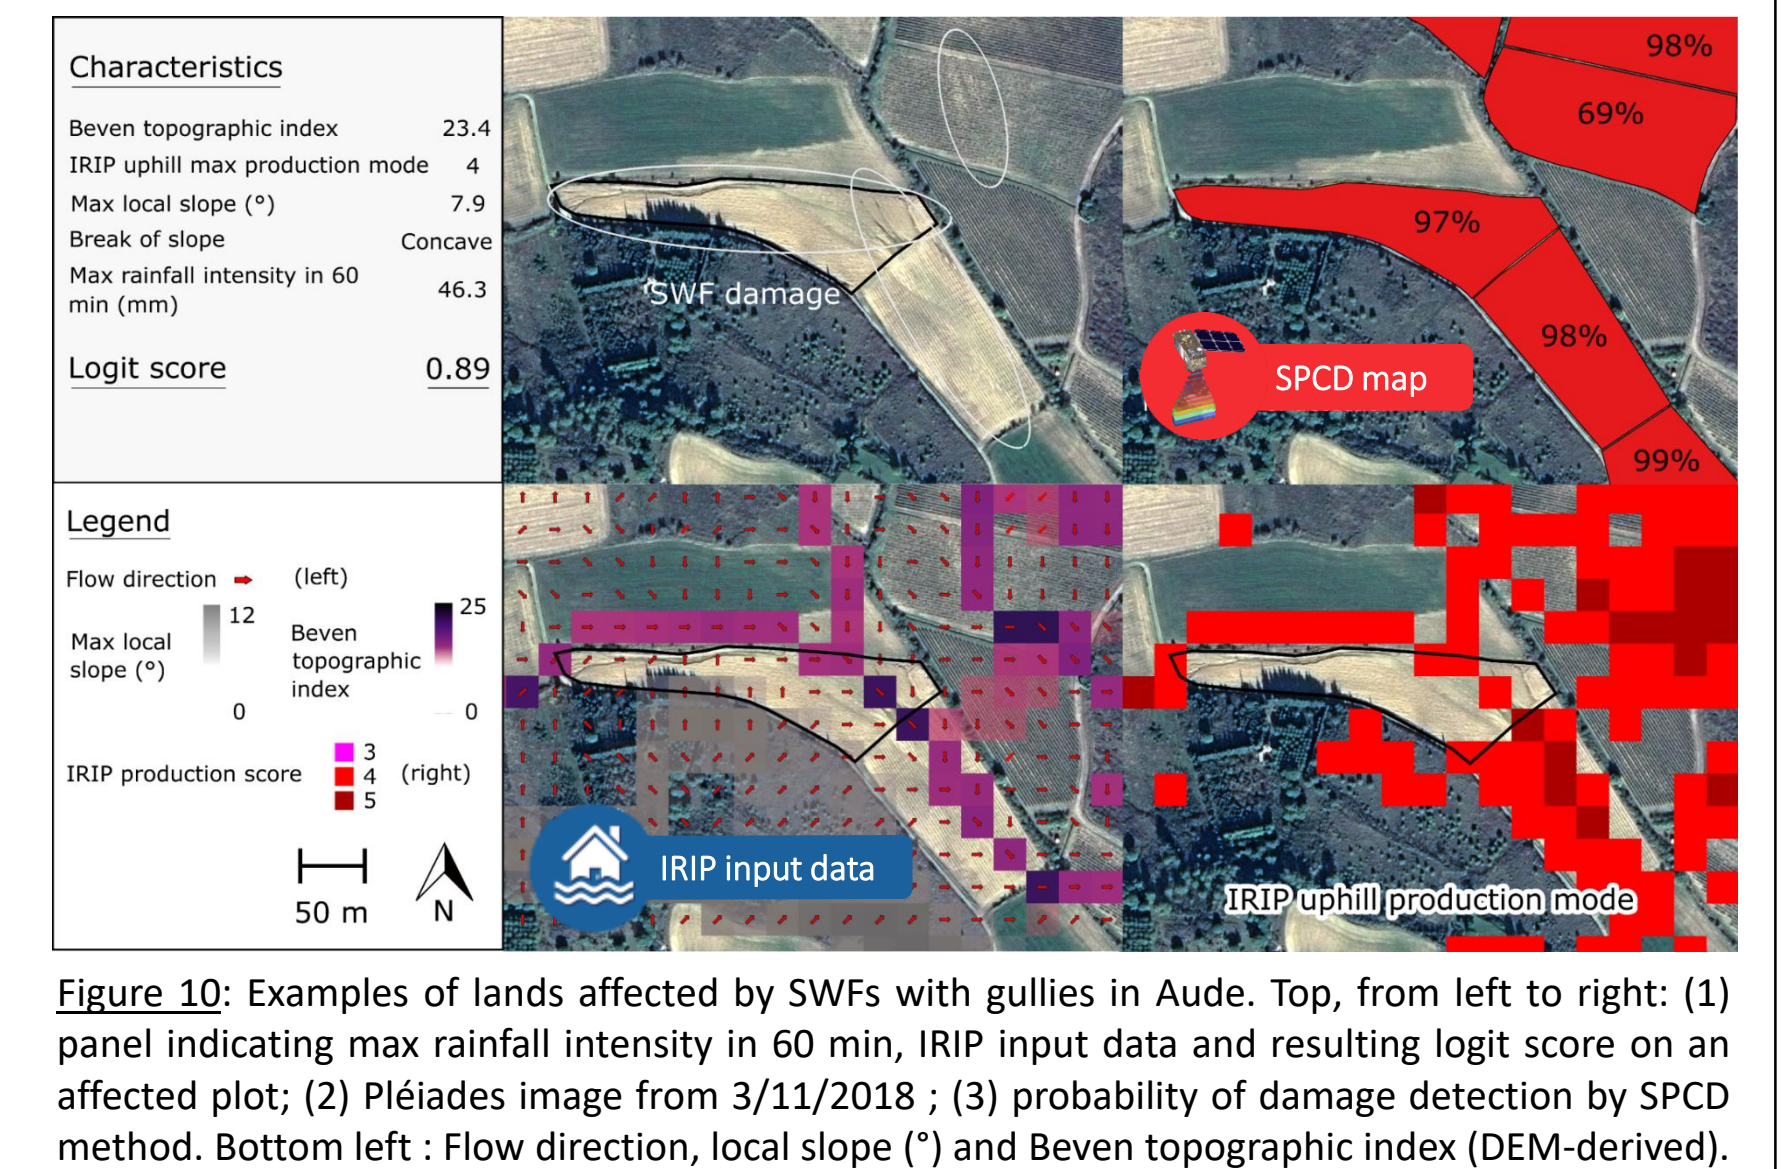 Characteristics
Beven topographic index 23.4
IRIP uphill max production mode 4
Max local slope (°) 7.9
Break of slope Concave
Max rainfall intensity in 60
min (mm) 46.3
Logit score 0.89
SWF damage
98%
69%
97%
98%
99%
SPCD map
Legend
Flow direction (left)
Max local
slope (°)
12
0
Beven
topographic
index
25
0
IRIP production score
3
4
5
(right)
50 m
N
IRIP input data
IRIP uphill production mode
Figure 10: Examples of lands affected by SWFs with gullies in Aude. Top, from left to right: (1)
panel indicating max rainfall intensity in 60 min, IRIP input data and resulting logit score on an
affected plot; (2) Pléiades image from 3/11/2018 ; (3) probability of damage detection by SPCD
method. Bottom left : Flow direction, local slope (°) and Beven topographic index (DEM-derived).